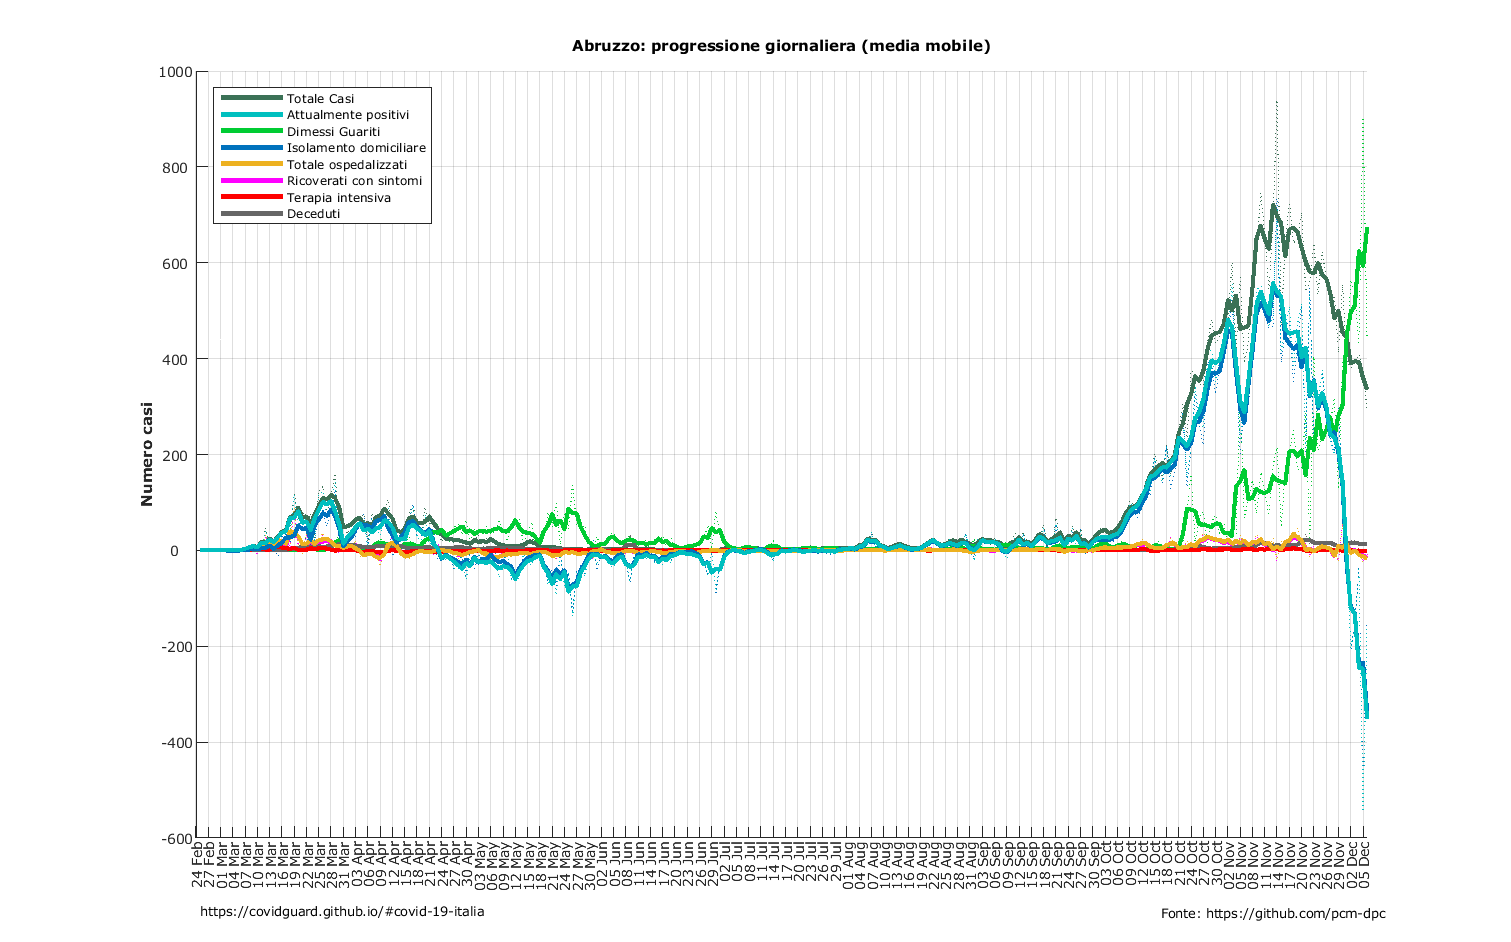 Abruzzo: progressione giornaliera (media mobile)
1000
800
600
400
200
0
-200
-400
-600
Numero casi
Totale Casi
Attualmente positivi
Dimessi Guariti
Isolamento domiciliare
Totale ospedalizzati
Ricoverati con sintomi
Terapia intensiva
Deceduti
24 Feb
27 Feb
01 Mar
04 Mar
07 Mar
10 Mar
13 Mar
16 Mar
19 Mar
22 Mar
25 Mar
28 Mar
31 Mar
03 Apr
06 Apr
09 Apr
12 Apr
15 Apr
18 Apr
21 Apr
24 Apr
27 Apr
30 Apr
03 May
06 May
09 May
12 May
15 May
18 May
21 May
24 May
27 May
30 May
02 Jun
05 Jun
08 Jun
11 Jun
14 Jun
17 Jun
20 Jun
23 Jun
26 Jun
29 Jun
02 Jul
05 Jul
08 Jul
11 Jul
14 Jul
17 Jul
20 Jul
23 Jul
26 Jul
29 Jul
01 Aug
04 Aug
07 Aug
10 Aug
13 Aug
16 Aug
19 Aug
22 Aug
25 Aug
28 Aug
31 Aug
03 Sep
06 Sep
09 Sep
12 Sep
15 Sep
18 Sep
21 Sep
24 Sep
27 Sep
30 Sep
03 Oct
06 Oct
09 Oct
12 Oct
15 Oct
18 Oct
21 Oct
24 Oct
27 Oct
30 Oct
02 Nov
05 Nov
08 Nov
11 Nov
14 Nov
17 Nov
20 Nov
23 Nov
26 Nov
29 Nov
02 Dec
05 Dec
https://covidguard.github.io/#covid-19-italia
Fonte: https://github.com/pcm-dpc